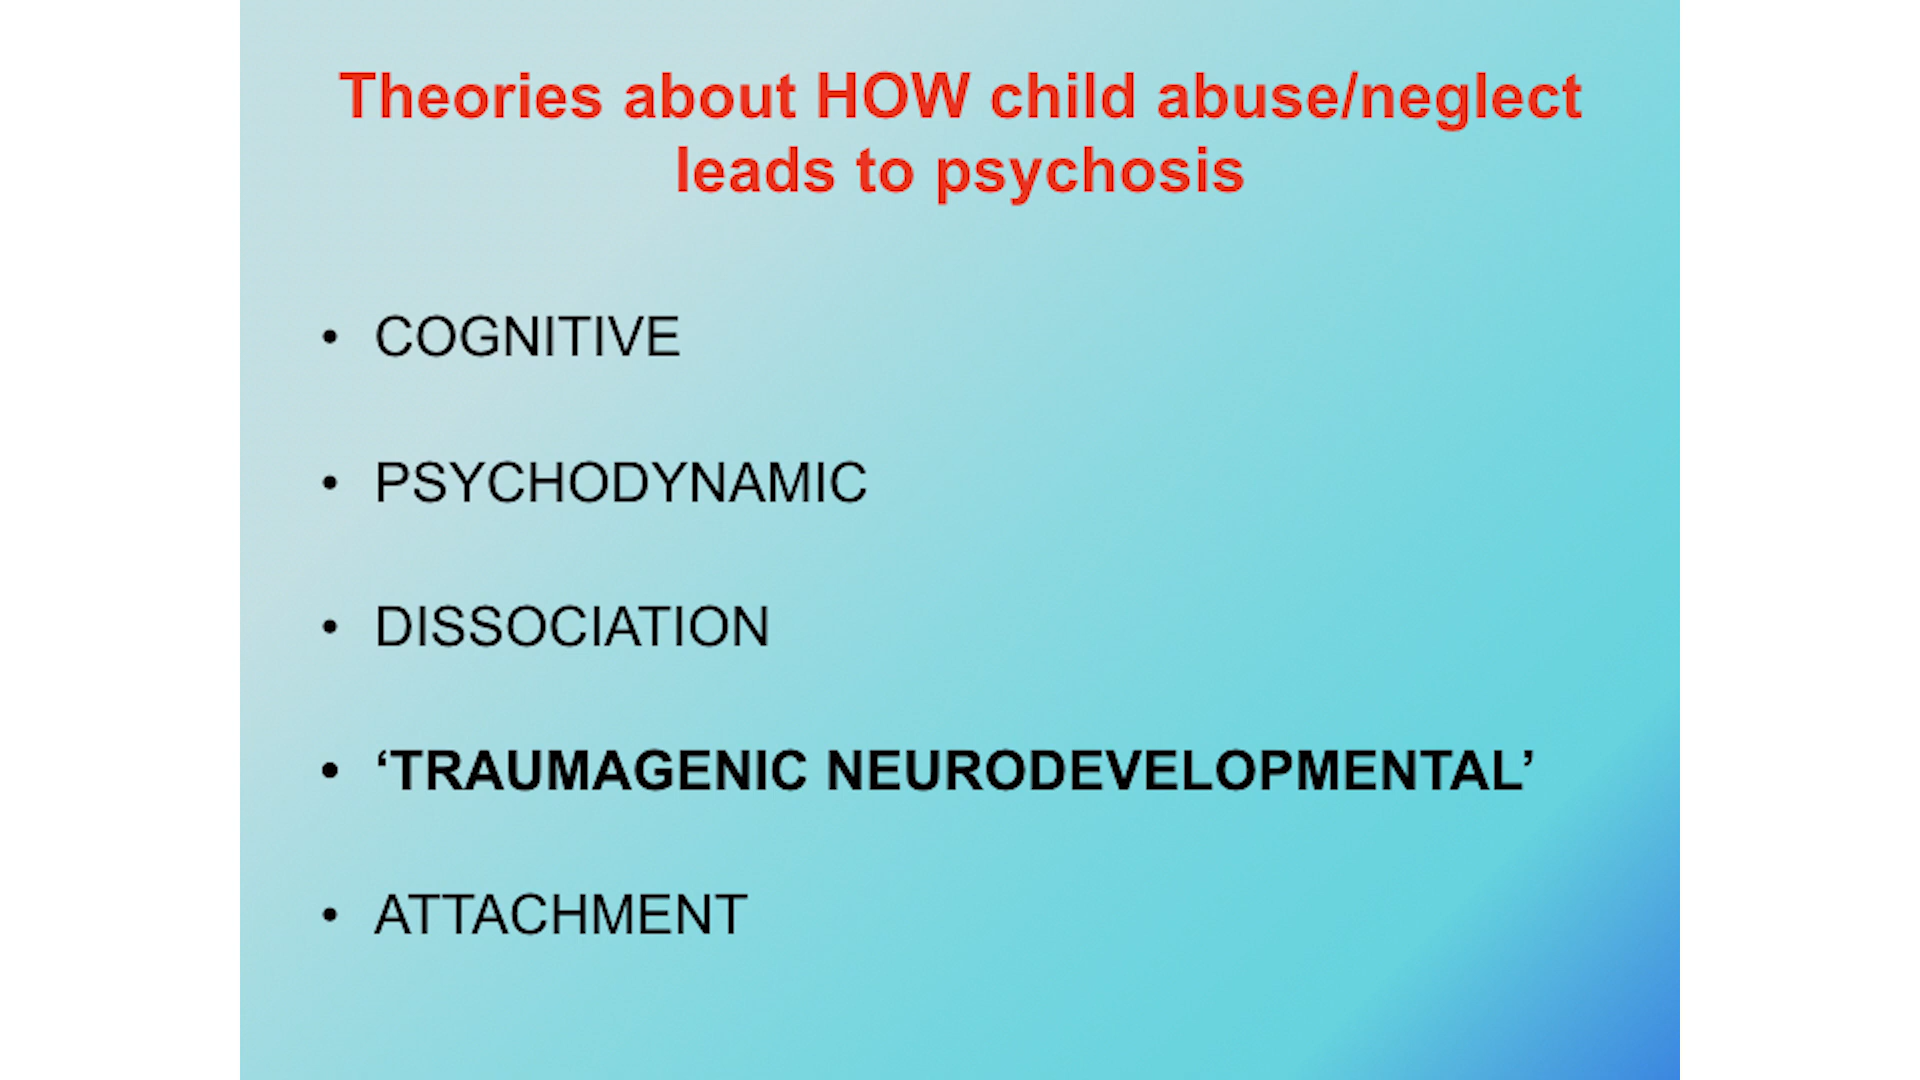 Theories about HOW child abuse/neglect
leads to psychosis
• COGNITIVE
• PSYCHODYNAMIC
• DISSOCIATION
• ‘TRAUMAGENIC NEURODEVELOPMENTAL’
• ATTACHMENT